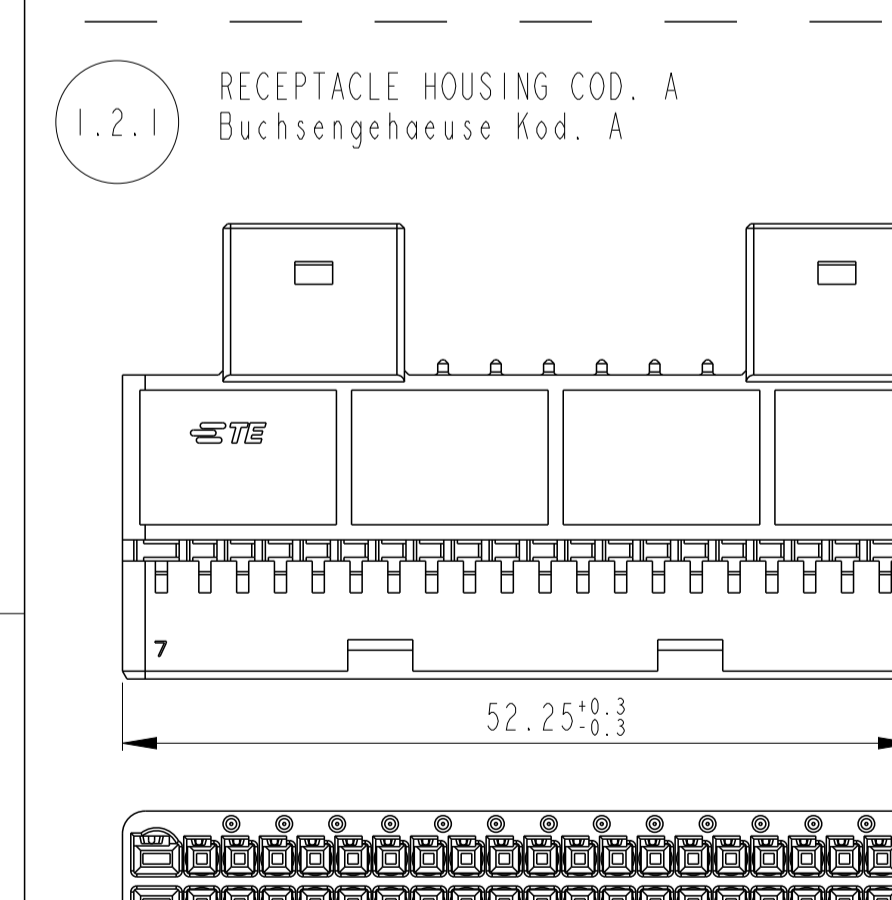 1.2.1
RECEPTACLE HOUSING COD. A
Buchsengehaeuse Kod. A
TE
7
52.25 +0.3
-0.3